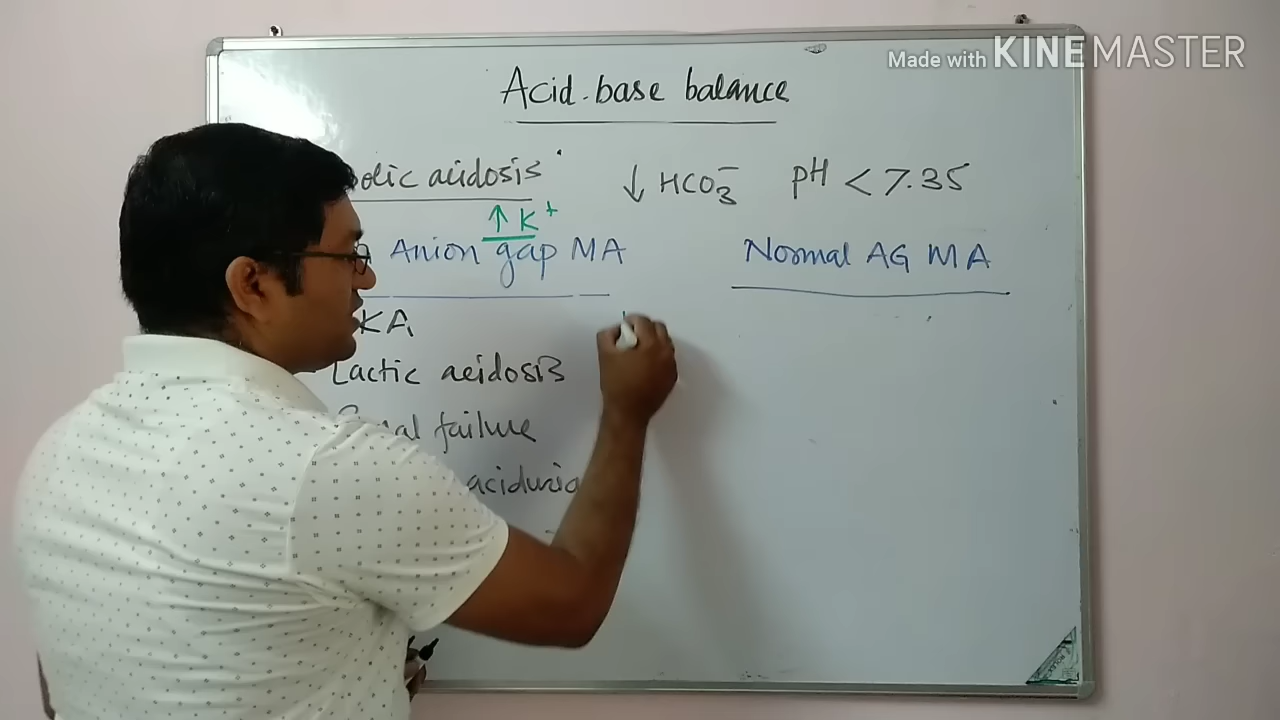 Made with KINEMASTER
Acid-base balance
olic acidosis ↓ HCO₃⁻ pH < 7.35
↑ K⁺
Anion gap MA Normal AG MA
KA
Lactic acidosis
failure
aciduria